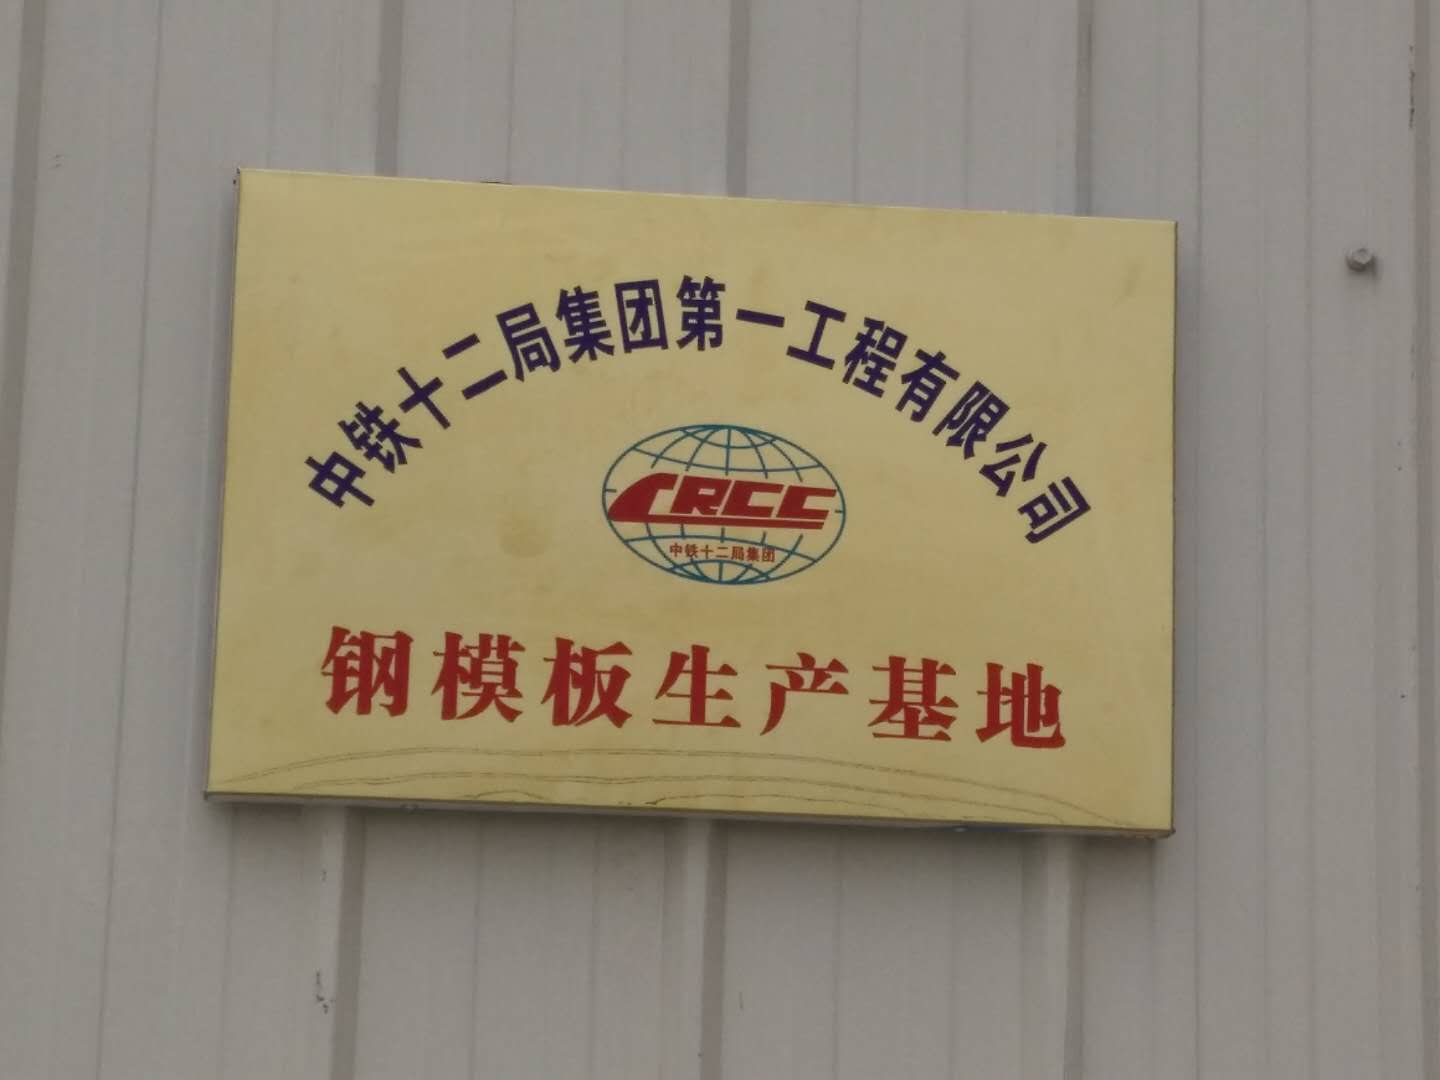 中铁十二局集团第一工程有限公司
CRCC
中铁十二局集团
钢模板生产基地